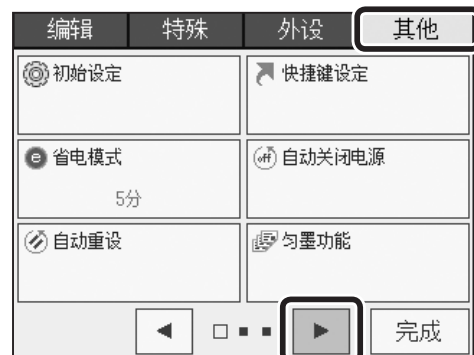 编辑 特殊 外设 其他
初始设定 快捷键设定
省电模式 自动关闭电源
5分
自动重设 匀墨功能
完成